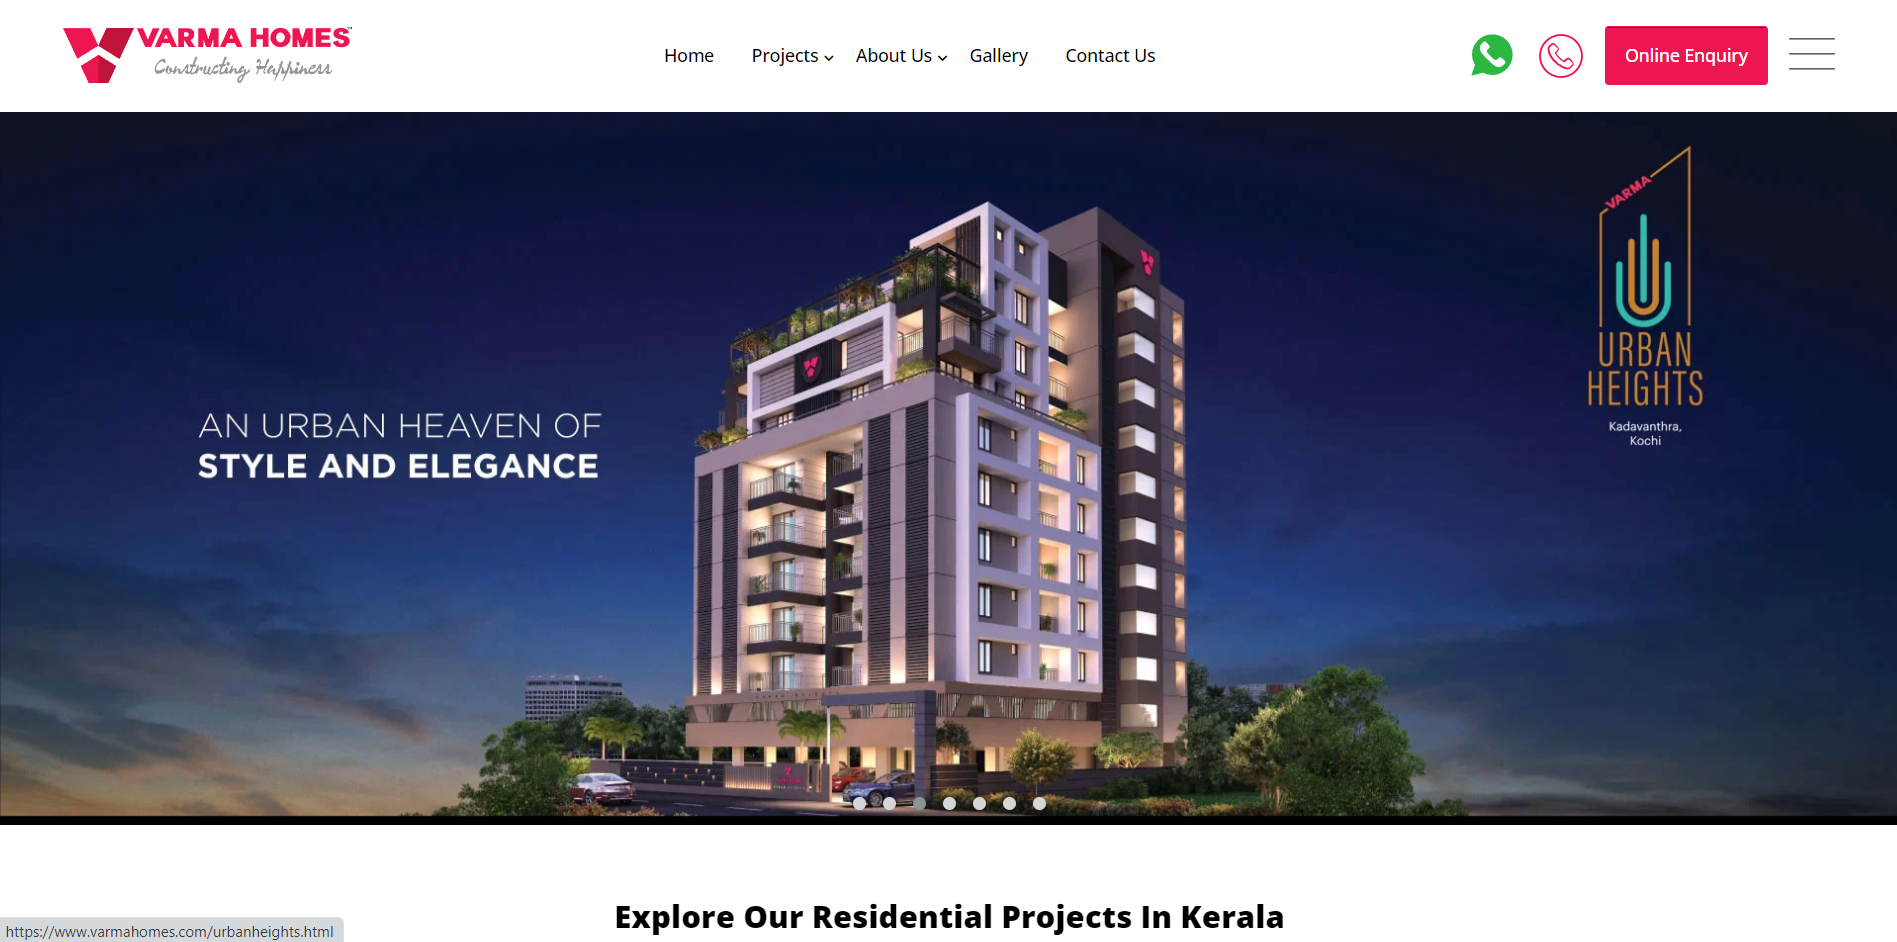 VARMA HOMES
Constructing Happiness
Home
Projects
About Us
Gallery
Contact Us
Online Enquiry
VARMA
URBAN
HEIGHTS
Kadavanthra,
Kochi
AN URBAN HEAVEN OF
STYLE AND ELEGANCE
Explore Our Residential Projects In Kerala
https://www.varmahomes.com/urbanheights.html